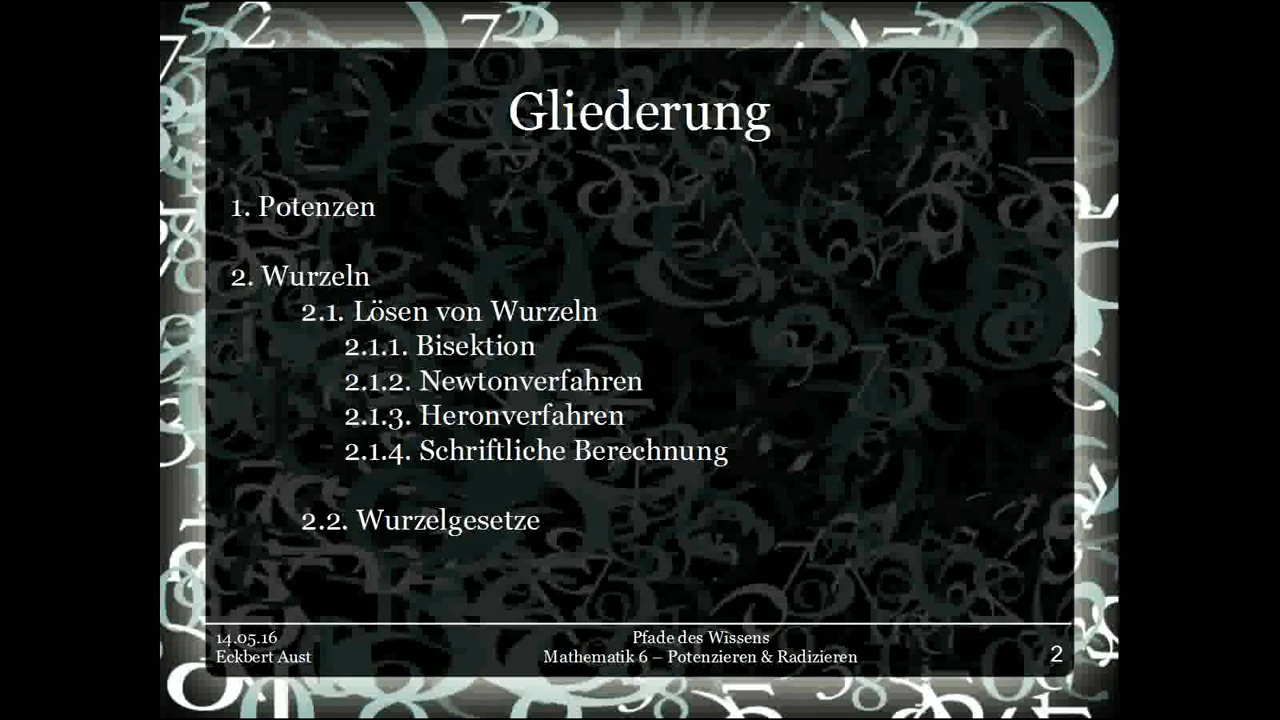 Gliederung
1. Potenzen
2. Wurzeln
2.1. Lösen von Wurzeln
2.1.1. Bisektion
2.1.2. Newtonverfahren
2.1.3. Heronverfahren
2.1.4. Schriftliche Berechnung
2.2. Wurzelgesetze
14.05.16
Eckbert Aust
Pfade des Wissens
Mathematik 6 – Potenzieren & Radizieren
2